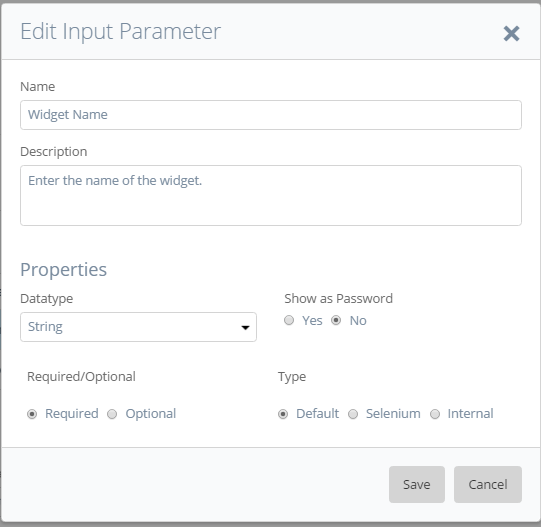 Edit Input Parameter
Name
Widget Name
Description
Enter the name of the widget.
Properties
Datatype
Show as Password
String
Yes No
Required/Optional
Type
Required Optional
Default Selenium Internal
Save Cancel